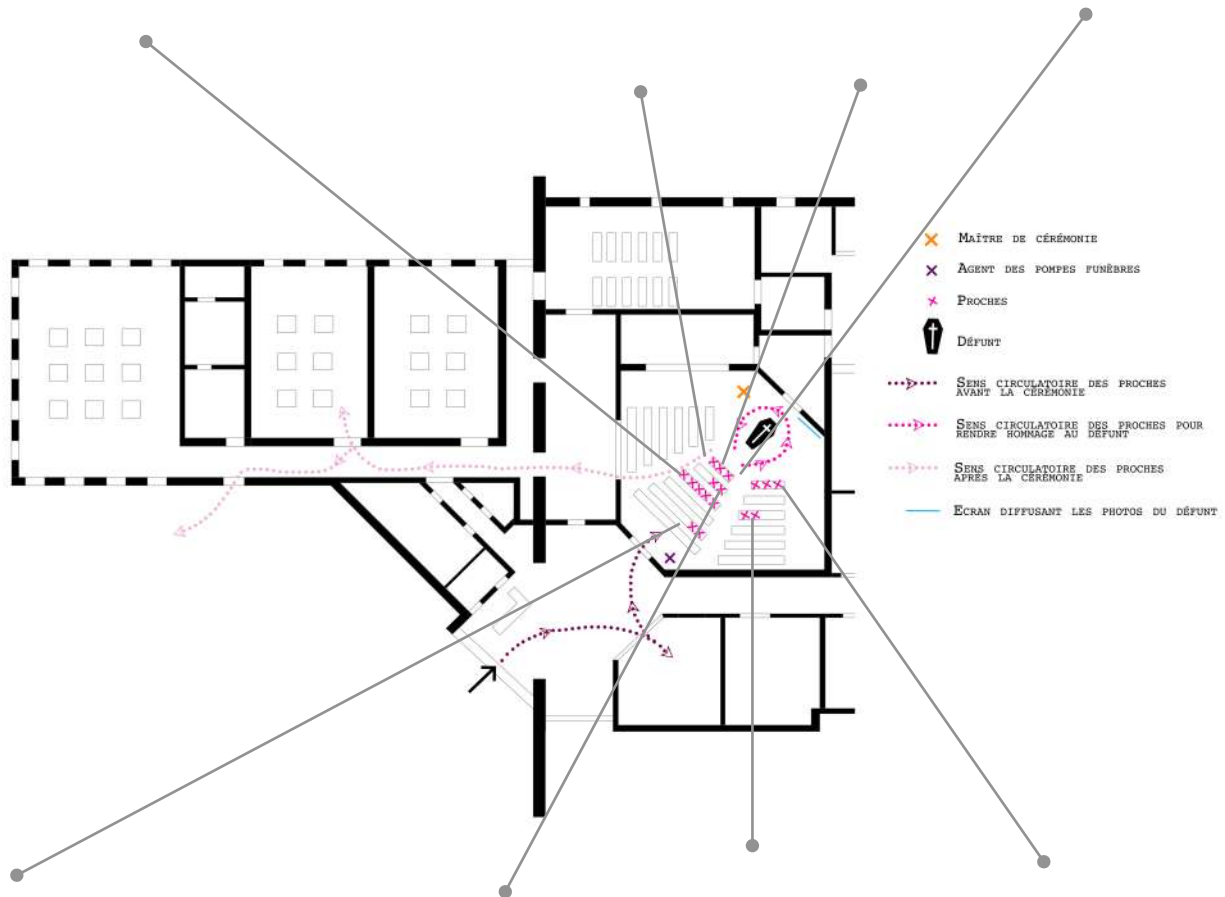 Maître de cérémonie
Agent des pompes funèbres
Proches
Défunt
Sens circulatoire des proches
avant la cérémonie
Sens circulatoire des proches pour
rendre hommage au défunt
Sens circulatoire des proches
après la cérémonie
Ecran diffusant les photos du défunt